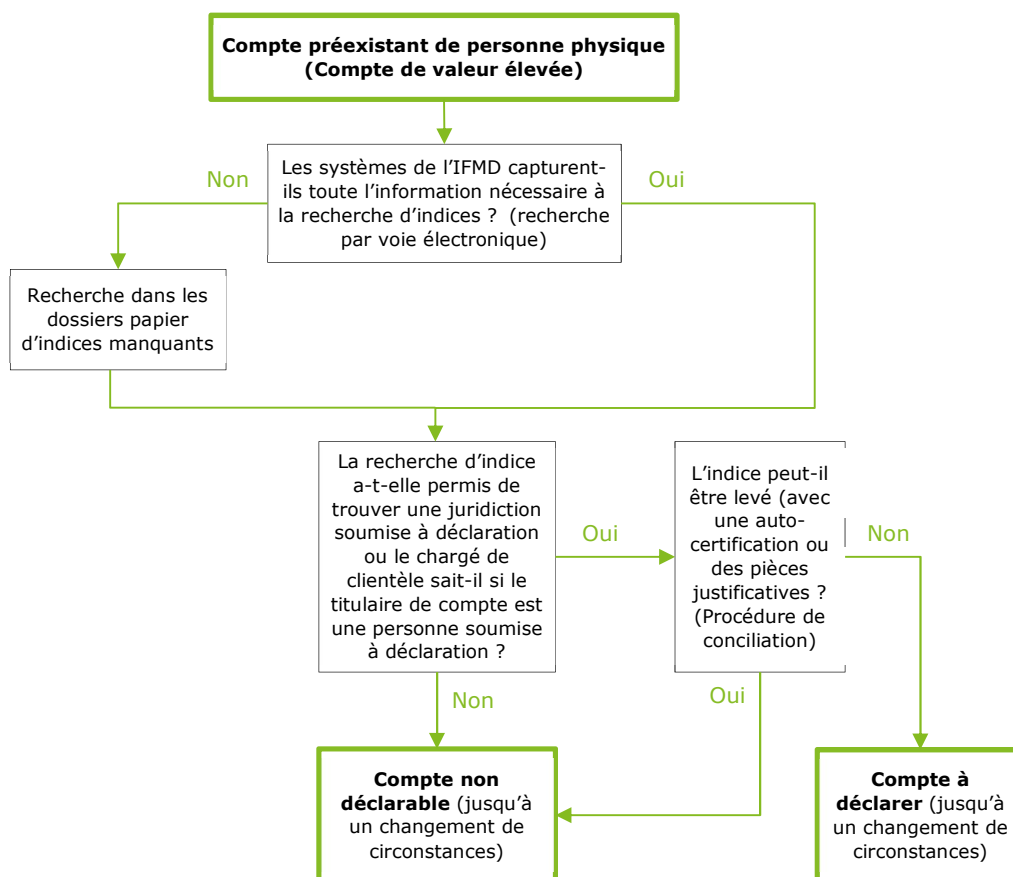 Compte préexistant de personne physique
(Compte de valeur élevée)
Non
Les systèmes de l'IFMD capturent-
ils toute l'information nécessaire à
la recherche d'indices ?  (recherche
par voie électronique)
Oui
Recherche dans les
dossiers papier
d'indices manquants
La recherche d'indice
a-t-elle permis de
trouver une juridiction
soumise à déclaration
ou le chargé de
clientèle sait-il si le
titulaire de compte est
une personne soumise
à déclaration ?
Oui
L'indice peut-il
être levé (avec
une auto-
certification ou
des pièces
justificatives ?
(Procédure de
conciliation)
Non
Non
Oui
Compte non
déclarable (jusqu'à
un changement de
circonstances)
Compte à
déclarer (jusqu'à
un changement de
circonstances)